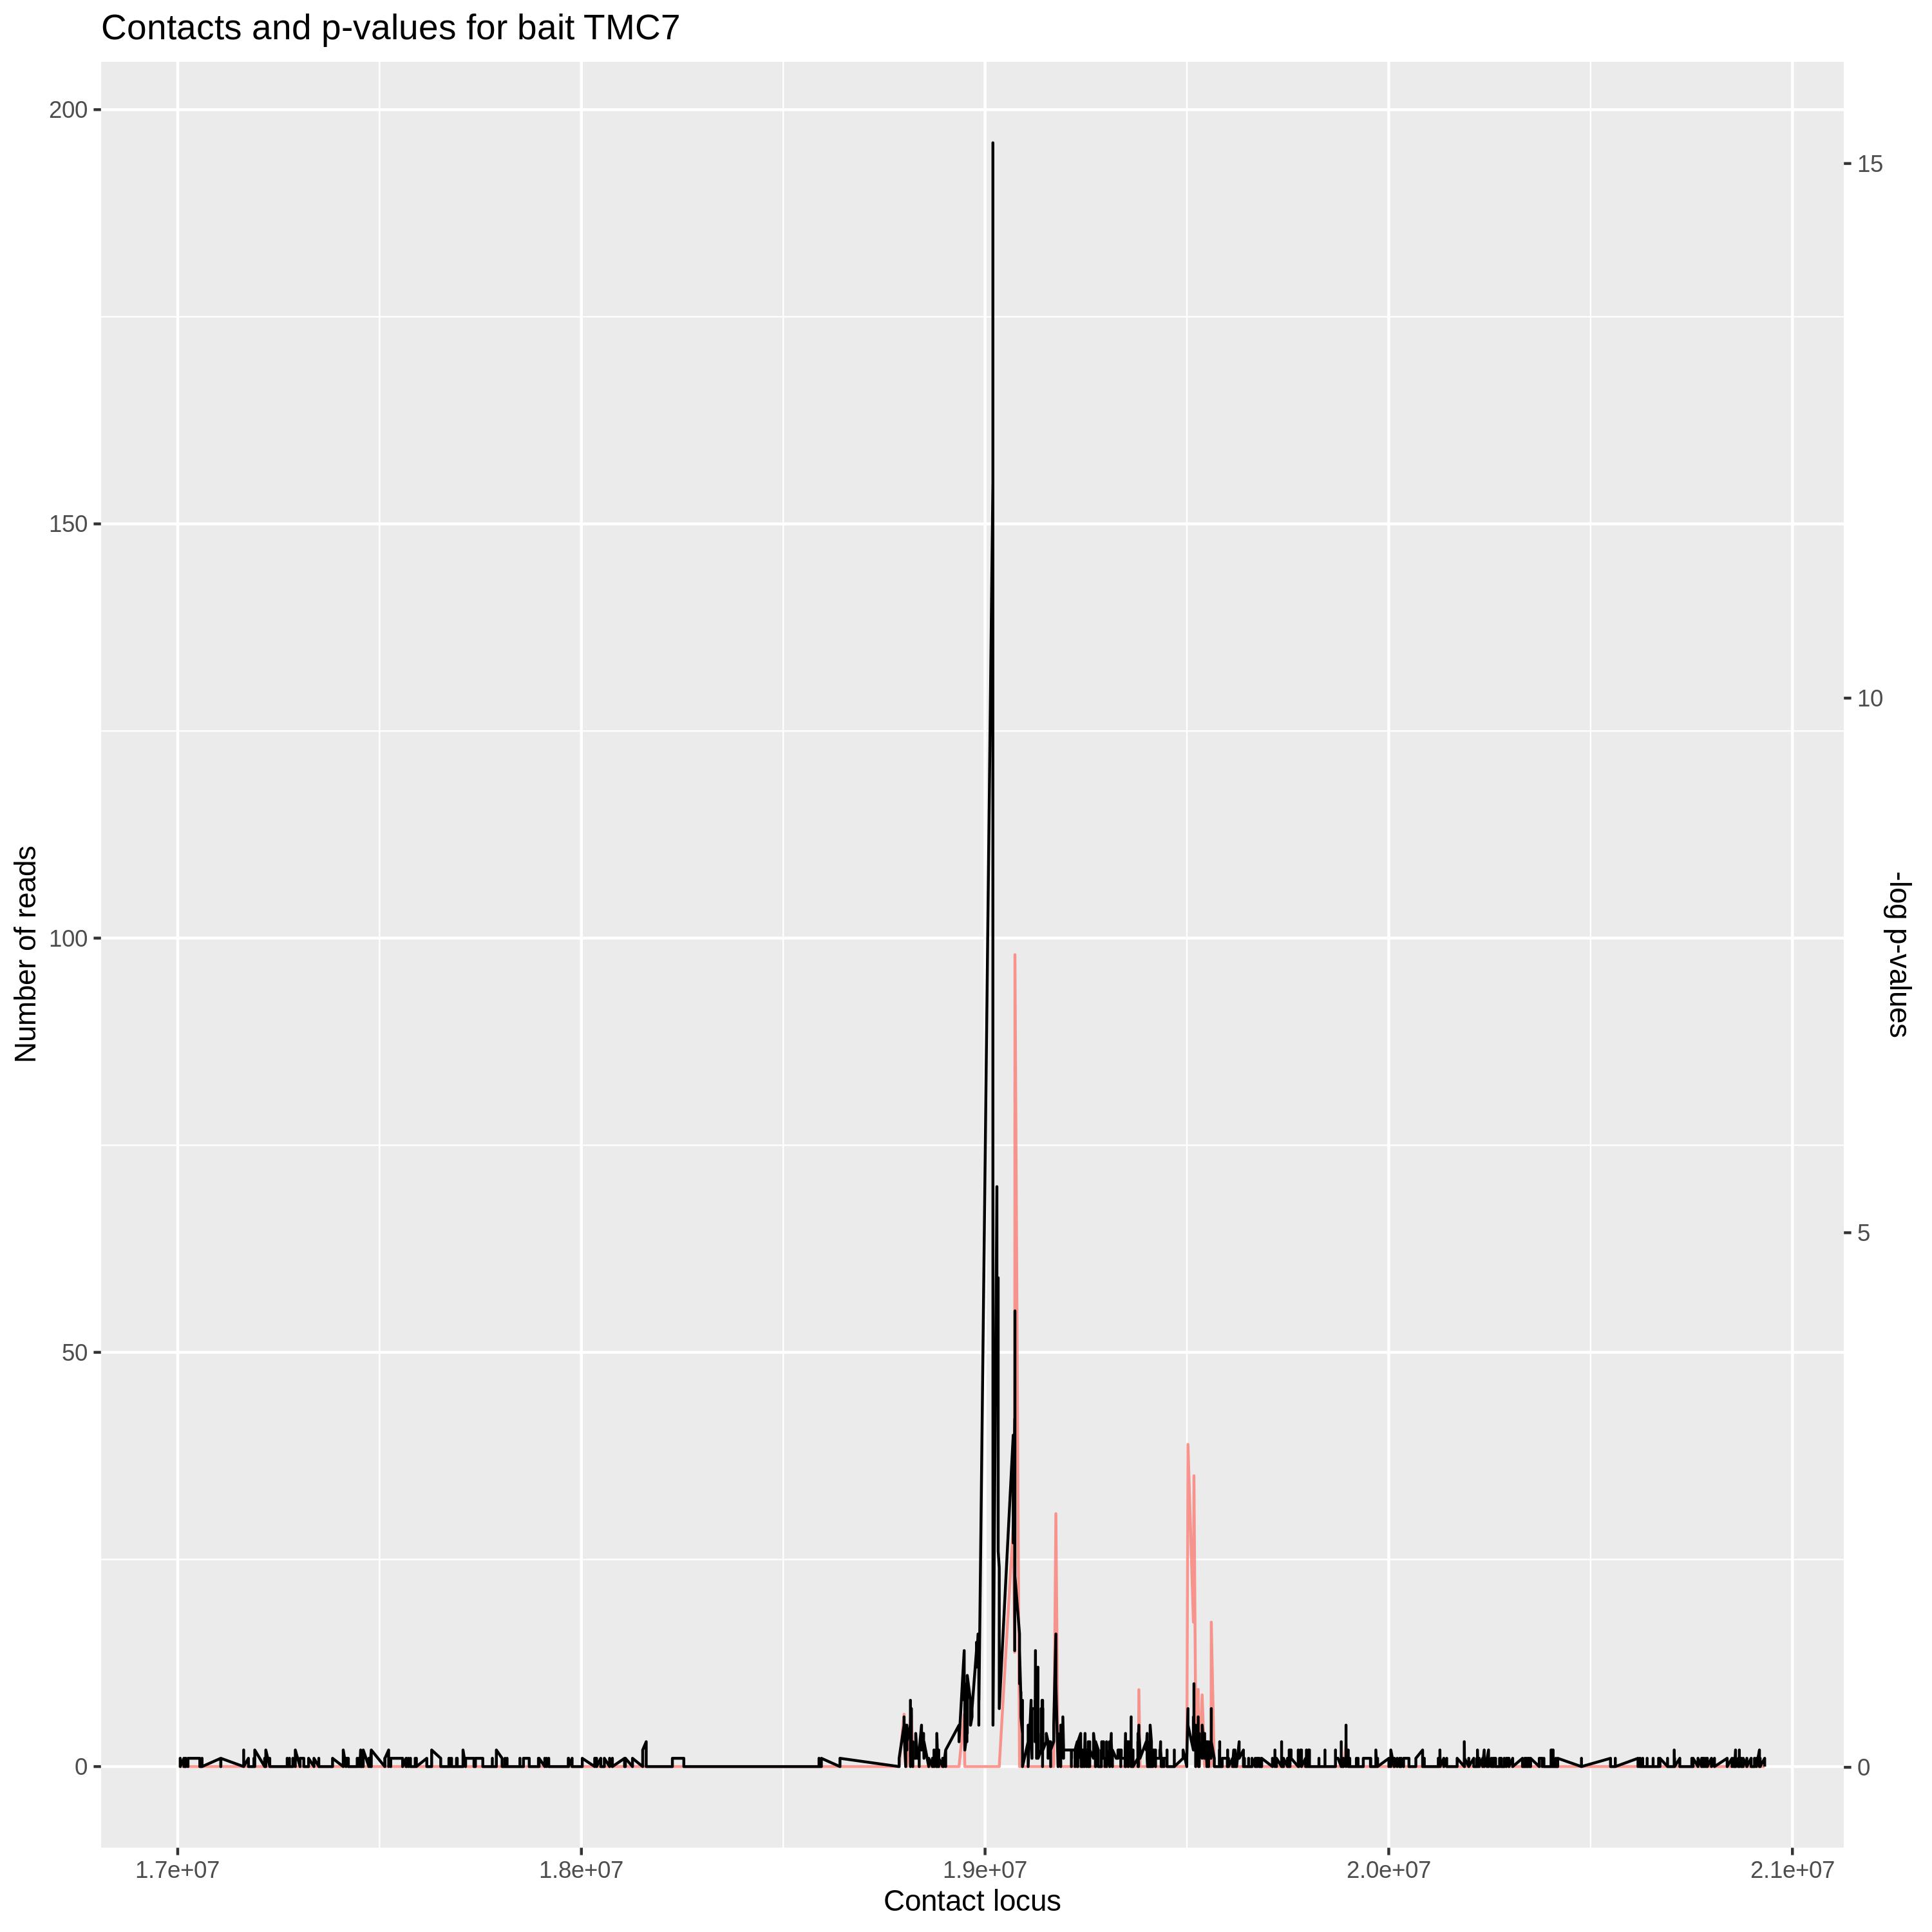 Contacts and p-values for bait TMC7
200
150
100
50
0
Number of reads
15
10
5
0
-log p-values
1.7e+07
1.8e+07
1.9e+07
2.0e+07
2.1e+07
Contact locus